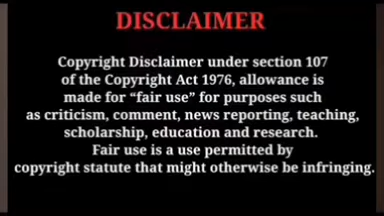 DISCLAIMER
Copyright Disclaimer under section 107
of the Copyright Act 1976, allowance is
made for “fair use” for purposes such
as criticism, comment, news reporting, teaching,
scholarship, education and research.
Fair use is a use permitted by
copyright statute that might otherwise be infringing.